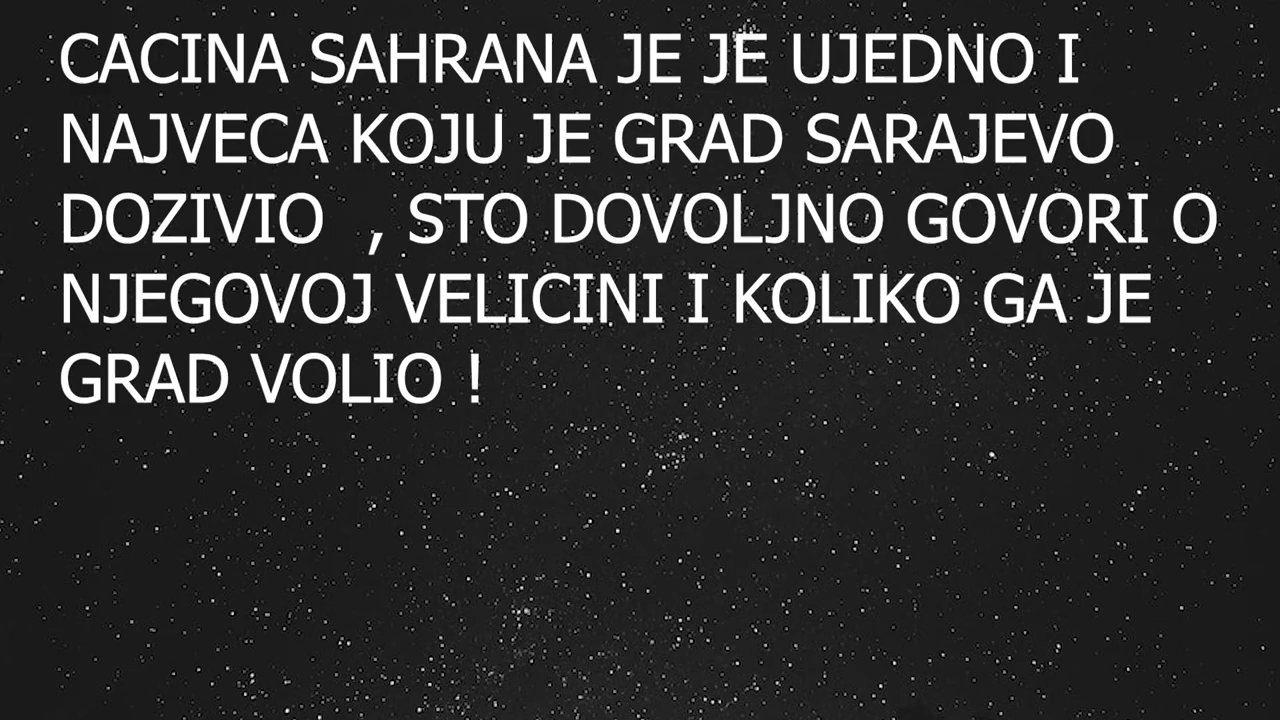 CACINA SAHRANA JE JE UJEDNO I
NAJVECA KOJU JE GRAD SARAJEVO
DOZIVIO  , STO DOVOLJNO GOVORI O
NJEGOVOJ VELICINI I KOLIKO GA JE
GRAD VOLIO !